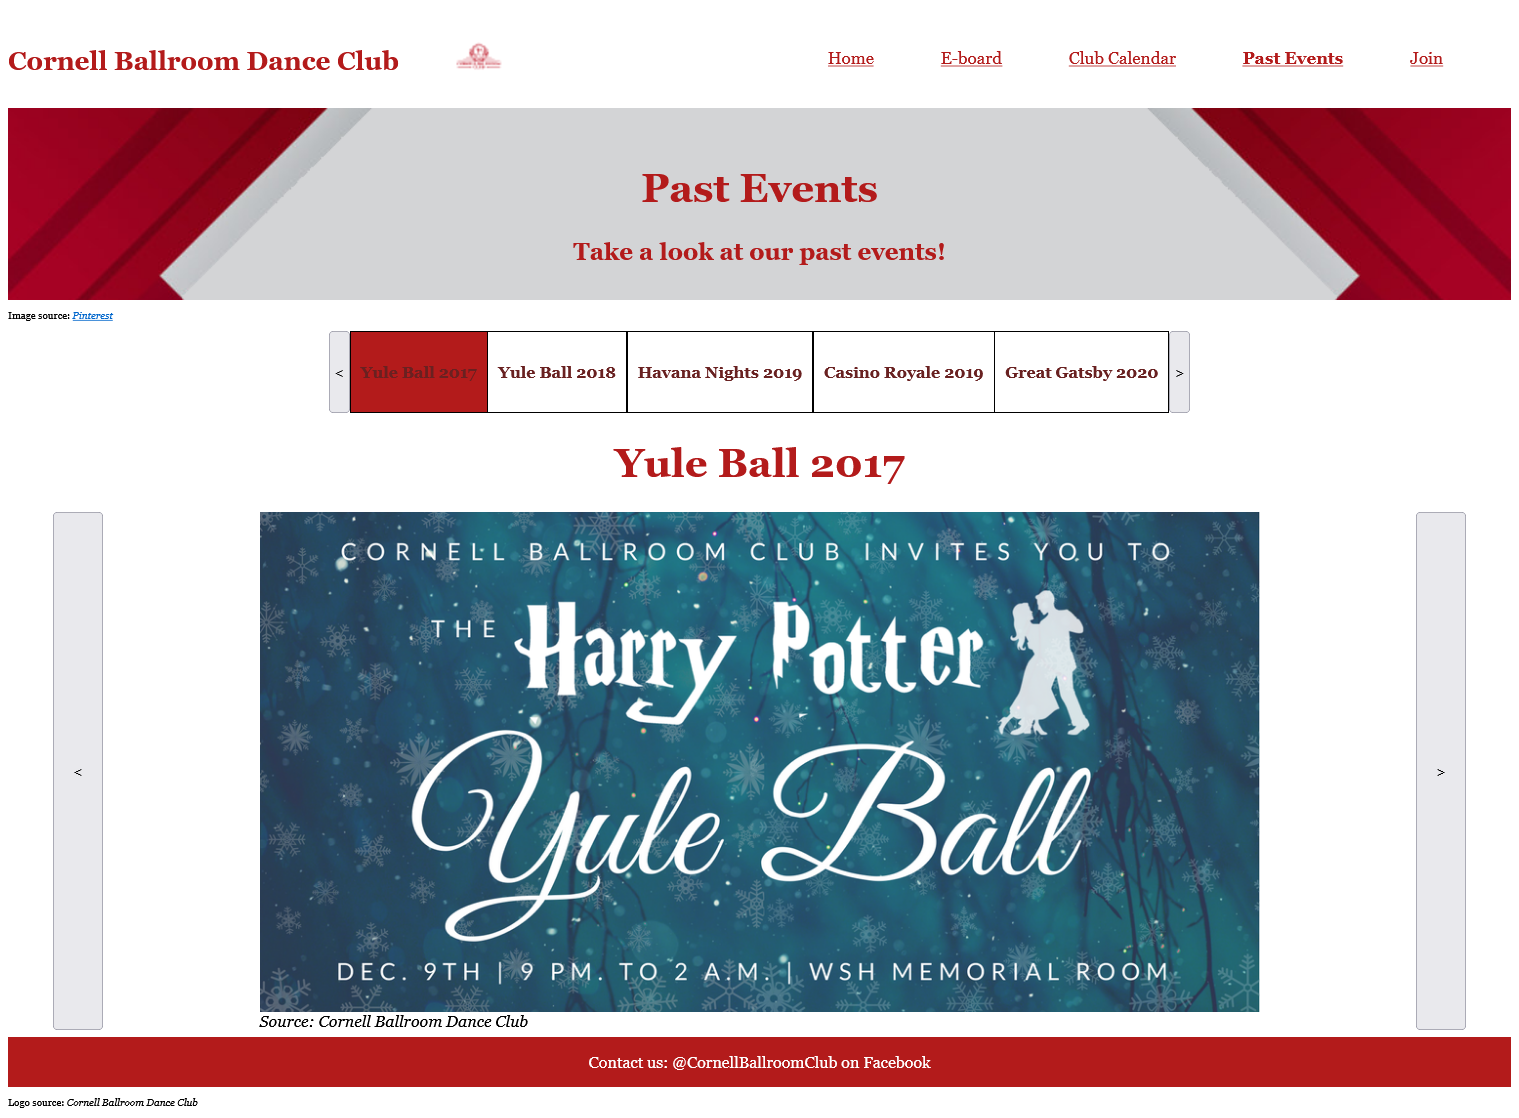 Cornell Ballroom Dance Club
Home E-board Club Calendar Past Events Join
Past Events
Take a look at our past events!
Image source: Pinterest
< Yule Ball 2017 Yule Ball 2018 Havana Nights 2019 Casino Royale 2019 Great Gatsby 2020 >
Yule Ball 2017
CORNELL BALLROOM CLUB INVITES YOU TO
THE Harry Potter
Yule Ball
< >
DEC. 9TH | 9 PM. TO 2 A.M. | WSH MEMORIAL ROOM
Source: Cornell Ballroom Dance Club
Contact us: @CornellBallroomClub on Facebook
Logo source: Cornell Ballroom Dance Club